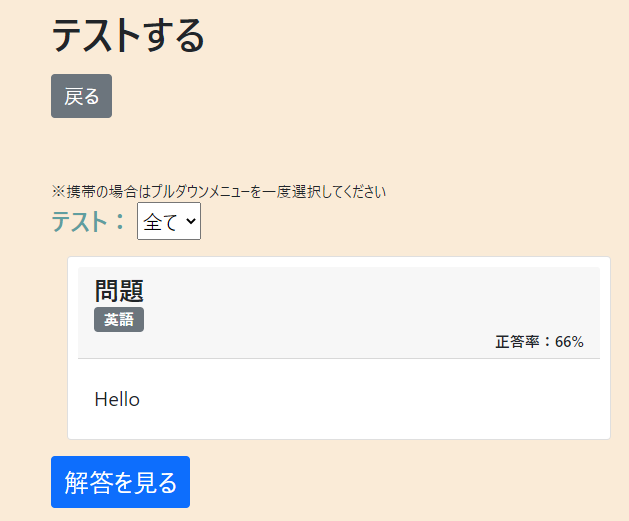 テストする
戻る
※携帯の場合はプルダウンメニューを一度選択してください
テスト： 全て
問題
英語
正答率：66%
Hello
解答を見る